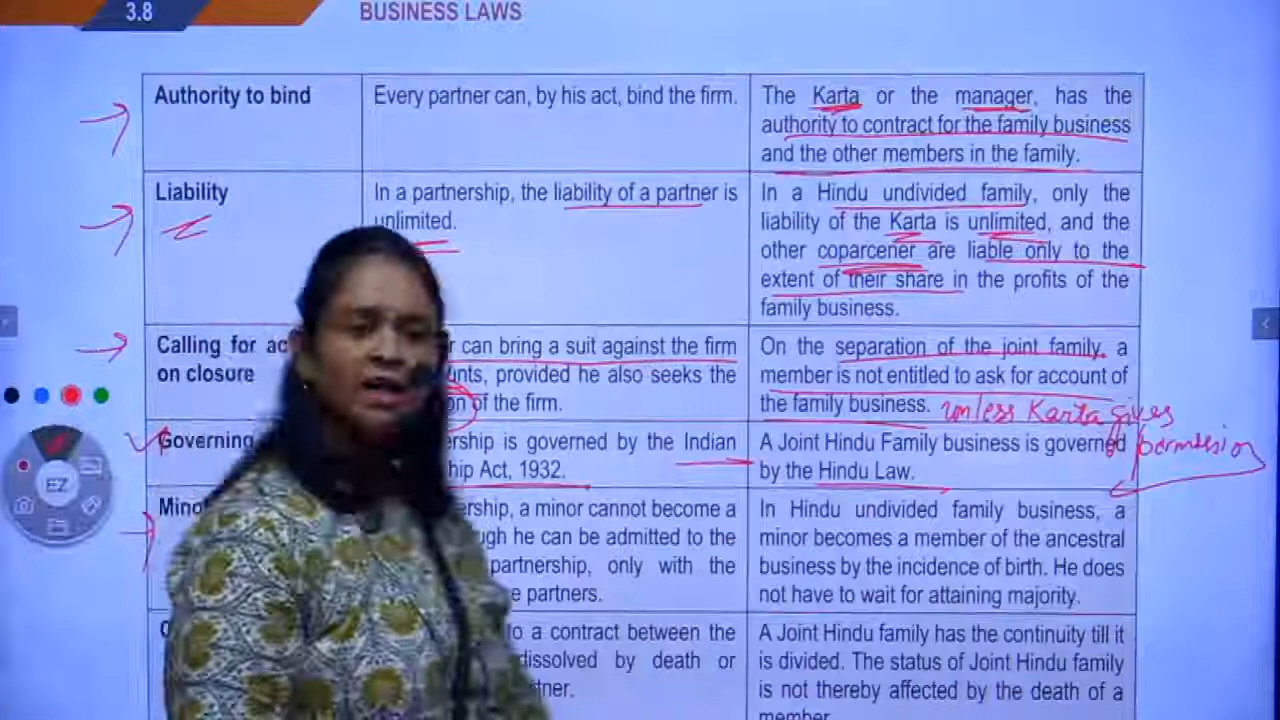 3.8
BUSINESS LAWS
Authority to bind
Every partner can, by his act, bind the firm.
The Karta or the manager, has the
authority to contract for the family business
and the other members in the family.
Liability
In a partnership, the liability of a partner is
unlimited.
In a Hindu undivided family, only the
liability of the Karta is unlimited, and the
other coparcener are liable only to the
extent of their share in the profits of the
family business.
Calling for
on closure
can bring a suit against the firm
provided he also seeks the
of the firm.
On the separation of the joint family, a
member is not entitled to ask for account of
the family business. unless Karta gives
permission
Governing
is governed by the Indian
Act, 1932.
A Joint Hindu Family business is governed
by the Hindu Law.
EZ
a minor cannot become a
he can be admitted to the
partnership, only with the
partners.
In Hindu undivided family business, a
minor becomes a member of the ancestral
business by the incidence of birth. He does
not have to wait for attaining majority.
a contract between the
dissolved by death or
A Joint Hindu family has the continuity till it
is divided. The status of Joint Hindu family
is not thereby affected by the death of a
member.